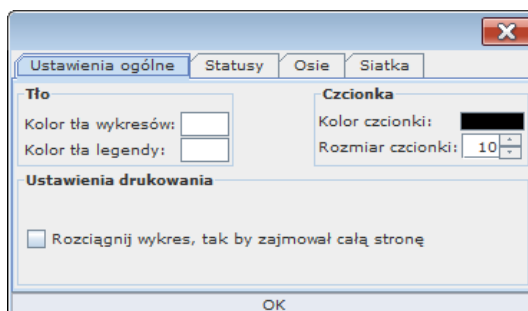 Ustawienia ogólne Statusy Osie Siatka
Tło
Kolor tła wykresów:
Kolor tła legendy:
Czcionka
Kolor czcionki:
Rozmiar czcionki: 10
Ustawienia drukowania
Rozciągnij wykres, tak by zajmował całą stronę
OK